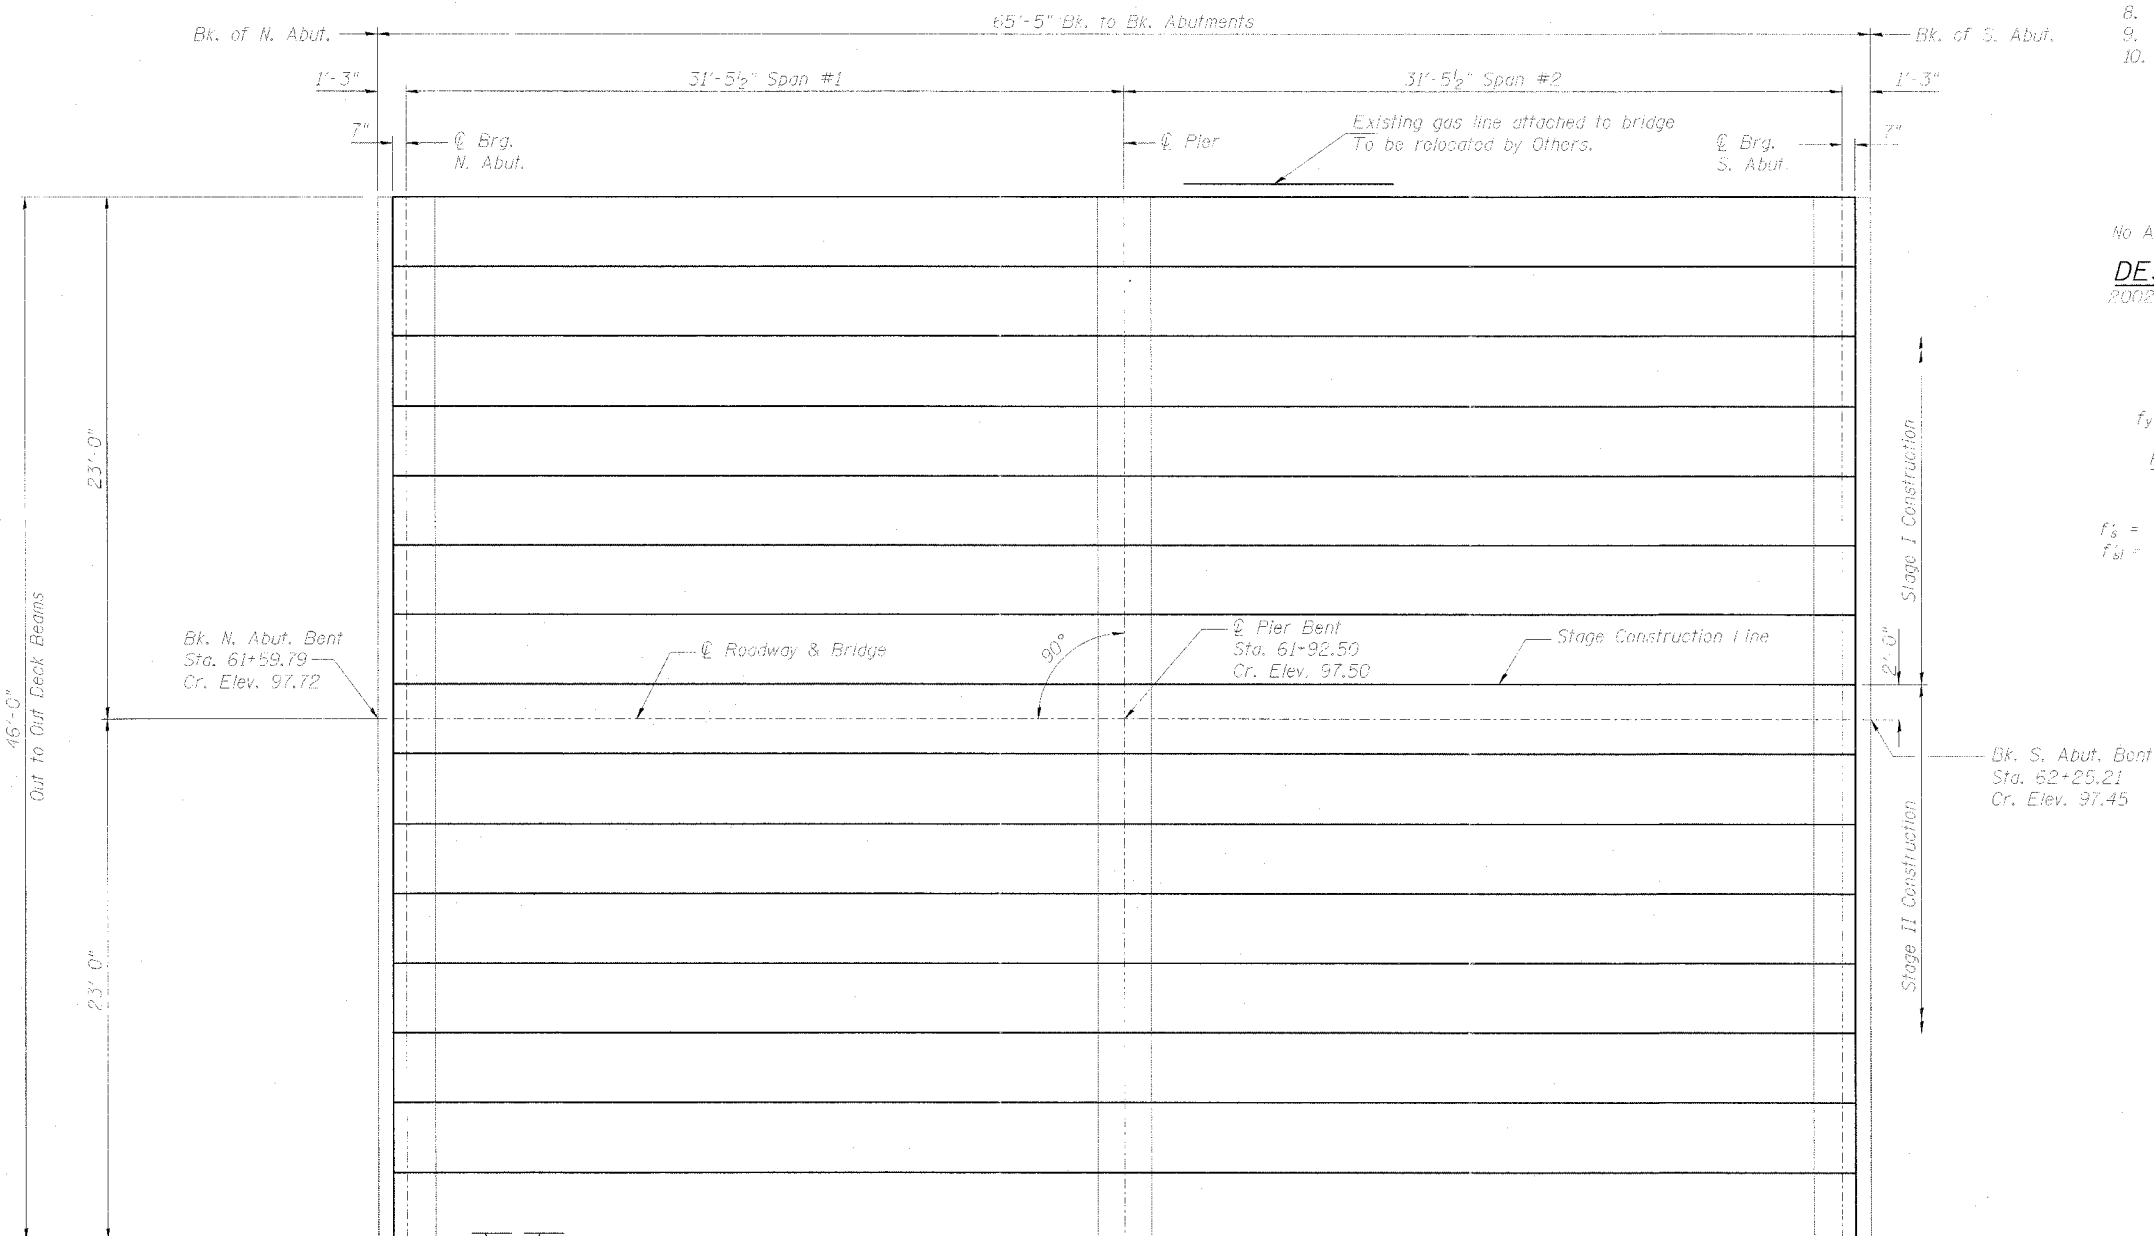 65'-5" Bk. to Bk. Abutments
Bk. of N. Abut.
Bk. of S. Abut.
8.
9.
10.
1'-3"
31'-5½" Span #1
31'-5½" Span #2
1'-3"
7"
℄ Brg.
N. Abut.
℄ Pier
Existing gas line attached to bridge
To be relocated by Others.
℄ Brg.
S. Abut.
7"
No A
DES
2002
23'-0"
Stage I Construction
fy
f's =
f'si =
46'-0"
Out to Out Deck Beams
Bk. N. Abut. Bent
Sta. 61+59.79
Cr. Elev. 97.72
℄ Roadway & Bridge
90°
℄ Pier Bent
Sta. 61+92.50
Cr. Elev. 97.50
Stage Construction Line
2'-0"
Bk. S. Abut. Bent
Sta. 62+25.21
Cr. Elev. 97.45
Stage II Construction
23'-0"